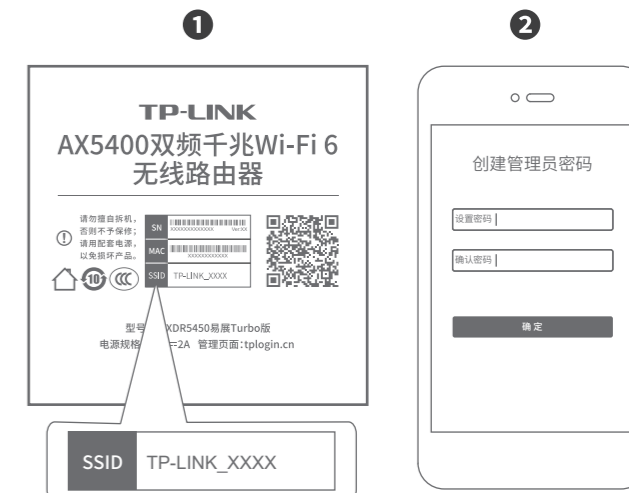 1
TP-LINK
AX5400双频千兆Wi-Fi 6
无线路由器
请勿擅自拆机,
否则不予保修;
请用配套电源,
以免损坏产品。
SN
XXXXXXXXXXXXX Ver:XX
MAC
XXXXXXXXXXXX
SSID TP-LINK_XXXX
10
CCC
型号 XDR5450易展Turbo版
电源规格 =2A 管理页面:tplogin.cn
SSID TP-LINK_XXXX
2
创建管理员密码
设置密码
确认密码
确定